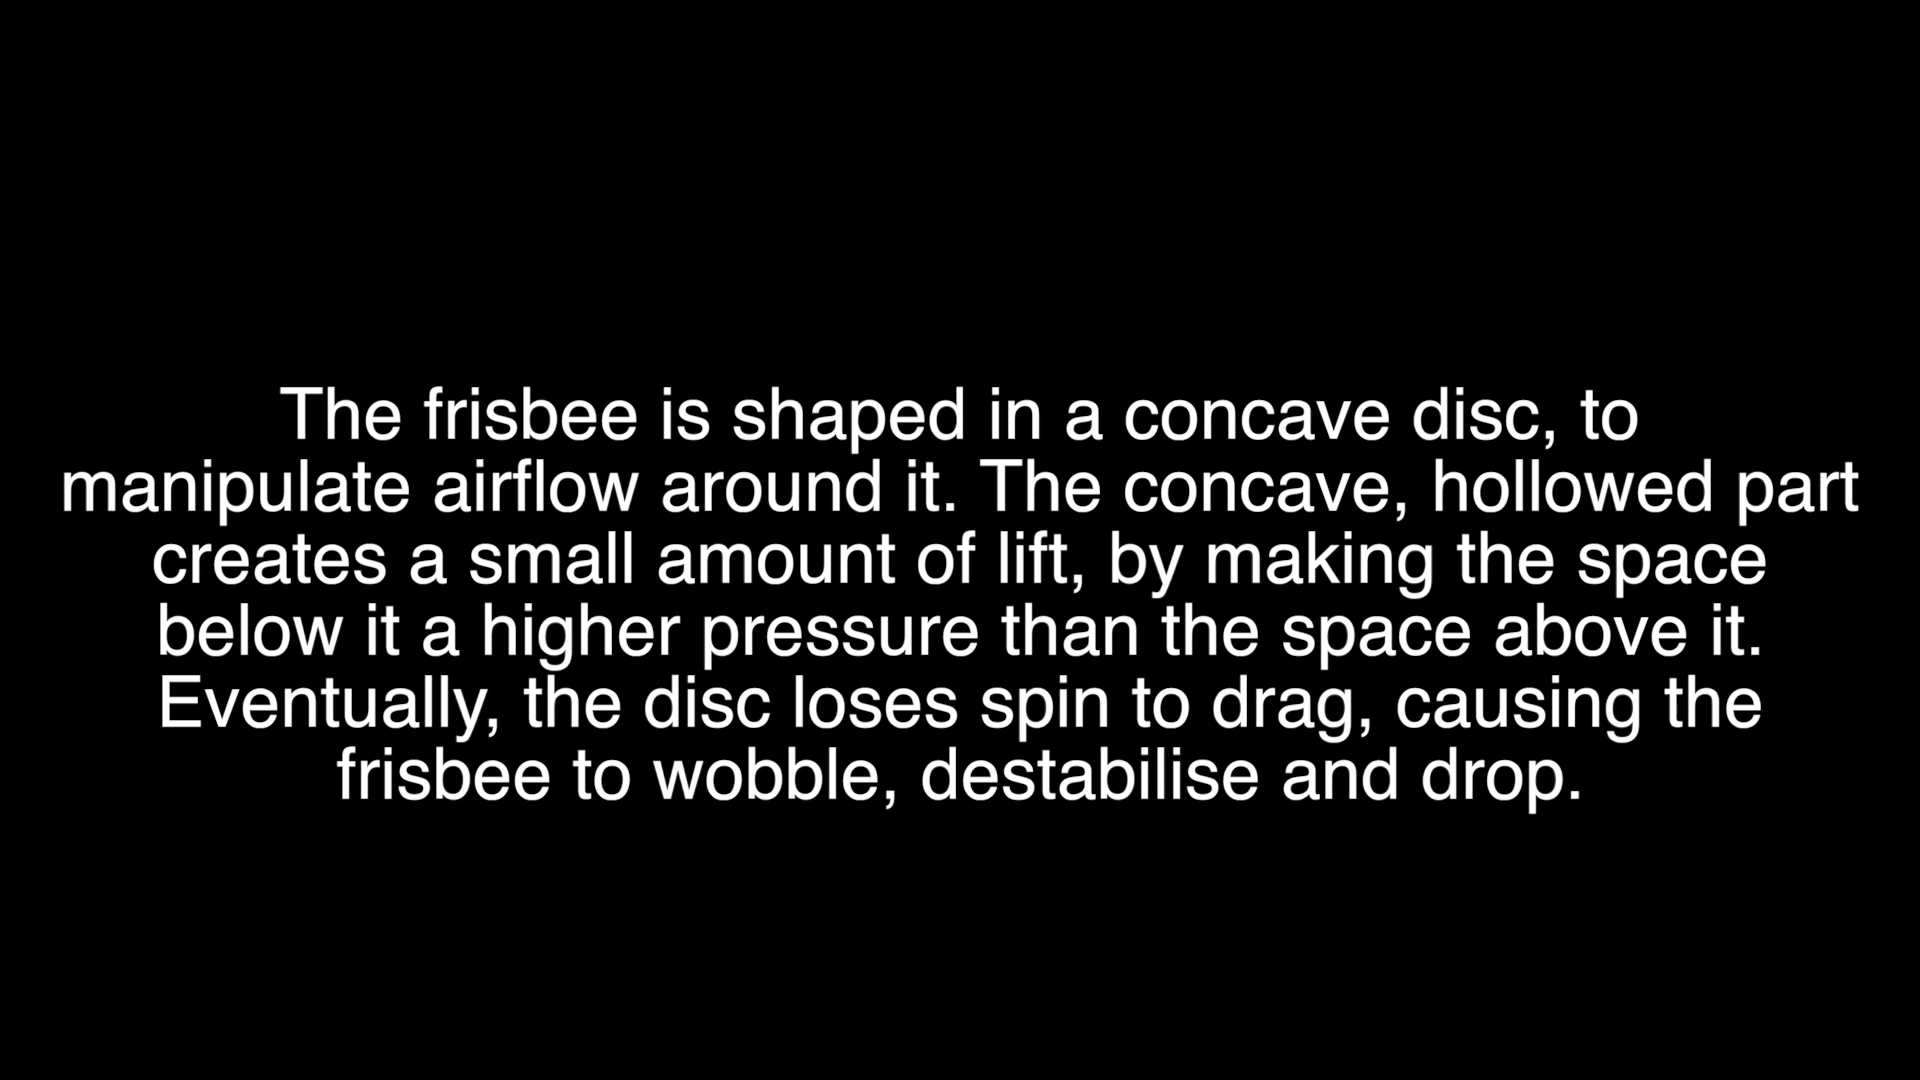 The frisbee is shaped in a concave disc, to
manipulate airflow around it. The concave, hollowed part
creates a small amount of lift, by making the space
below it a higher pressure than the space above it.
Eventually, the disc loses spin to drag, causing the
frisbee to wobble, destabilise and drop.